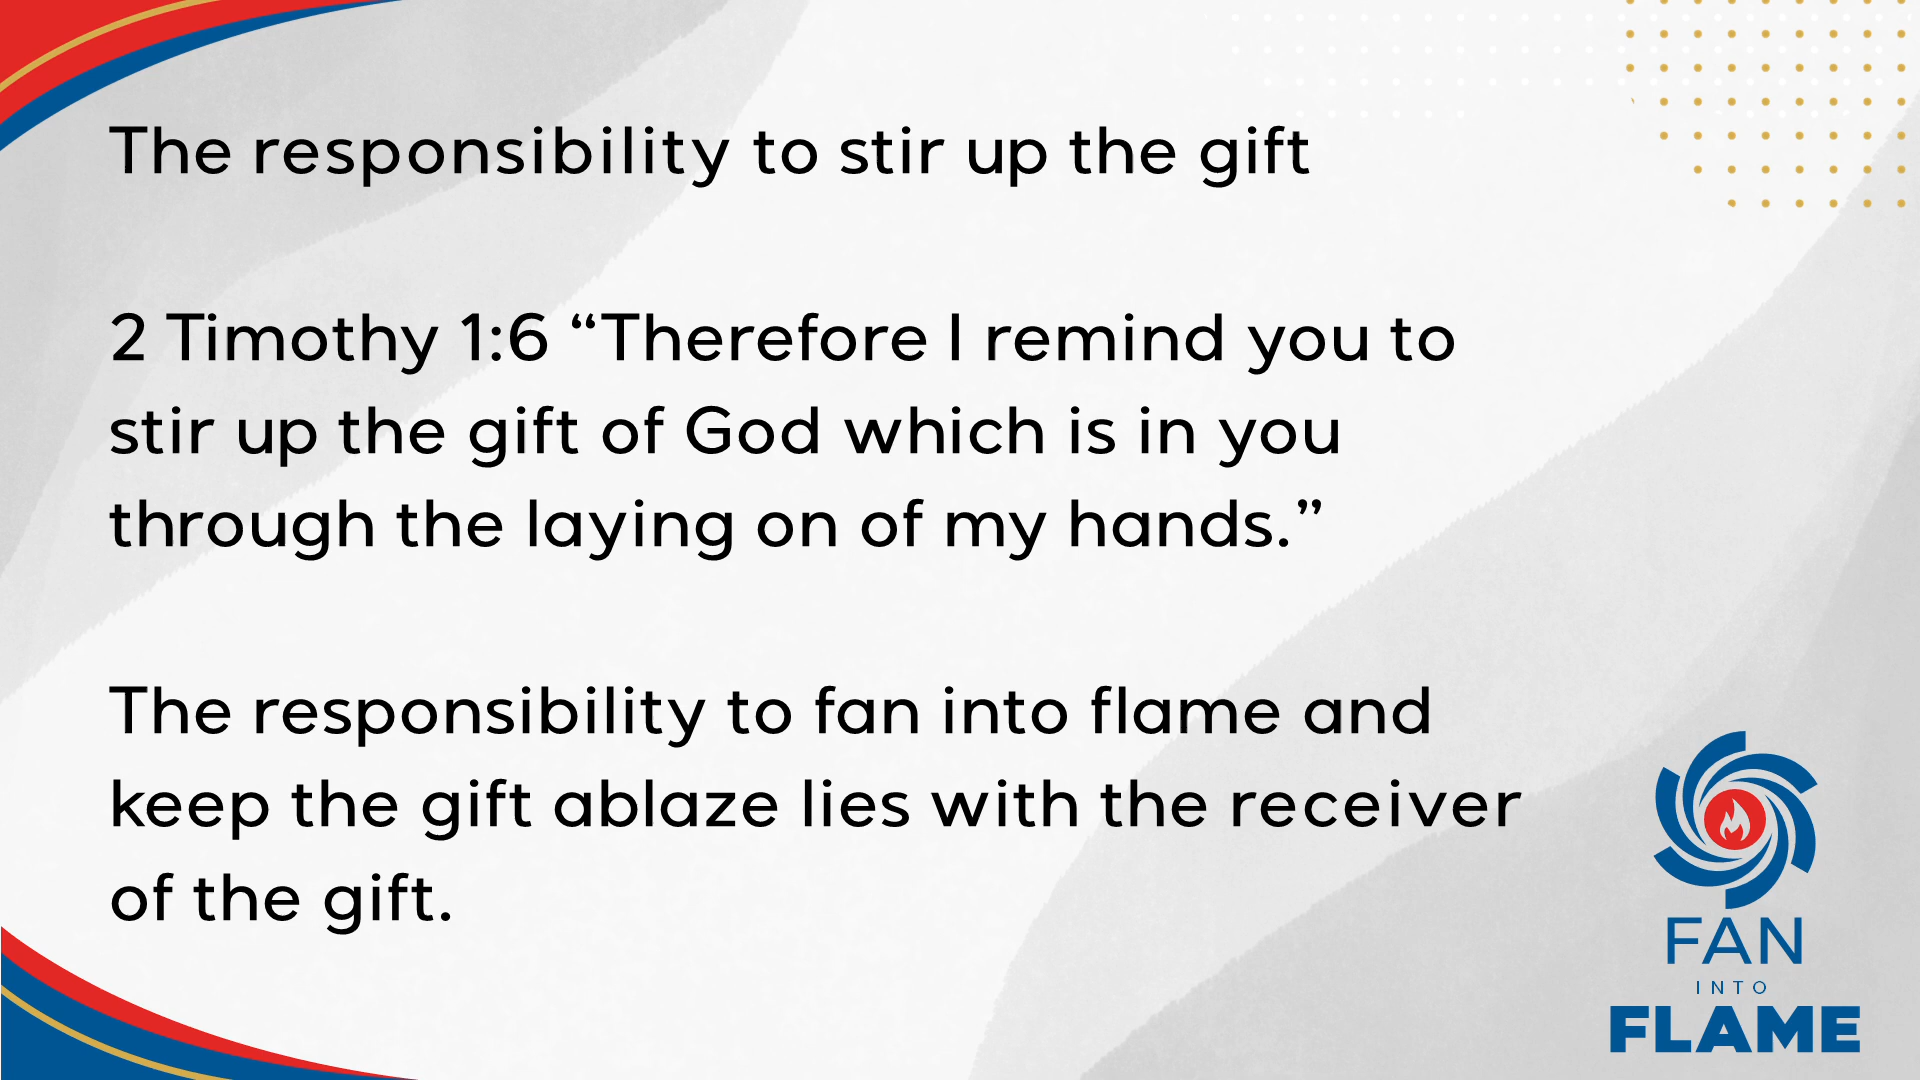 The responsibility to stir up the gift
2 Timothy 1:6 “Therefore I remind you to
stir up the gift of God which is in you
through the laying on of my hands.”
The responsibility to fan into flame and
keep the gift ablaze lies with the receiver
of the gift.
FAN
INTO
FLAME